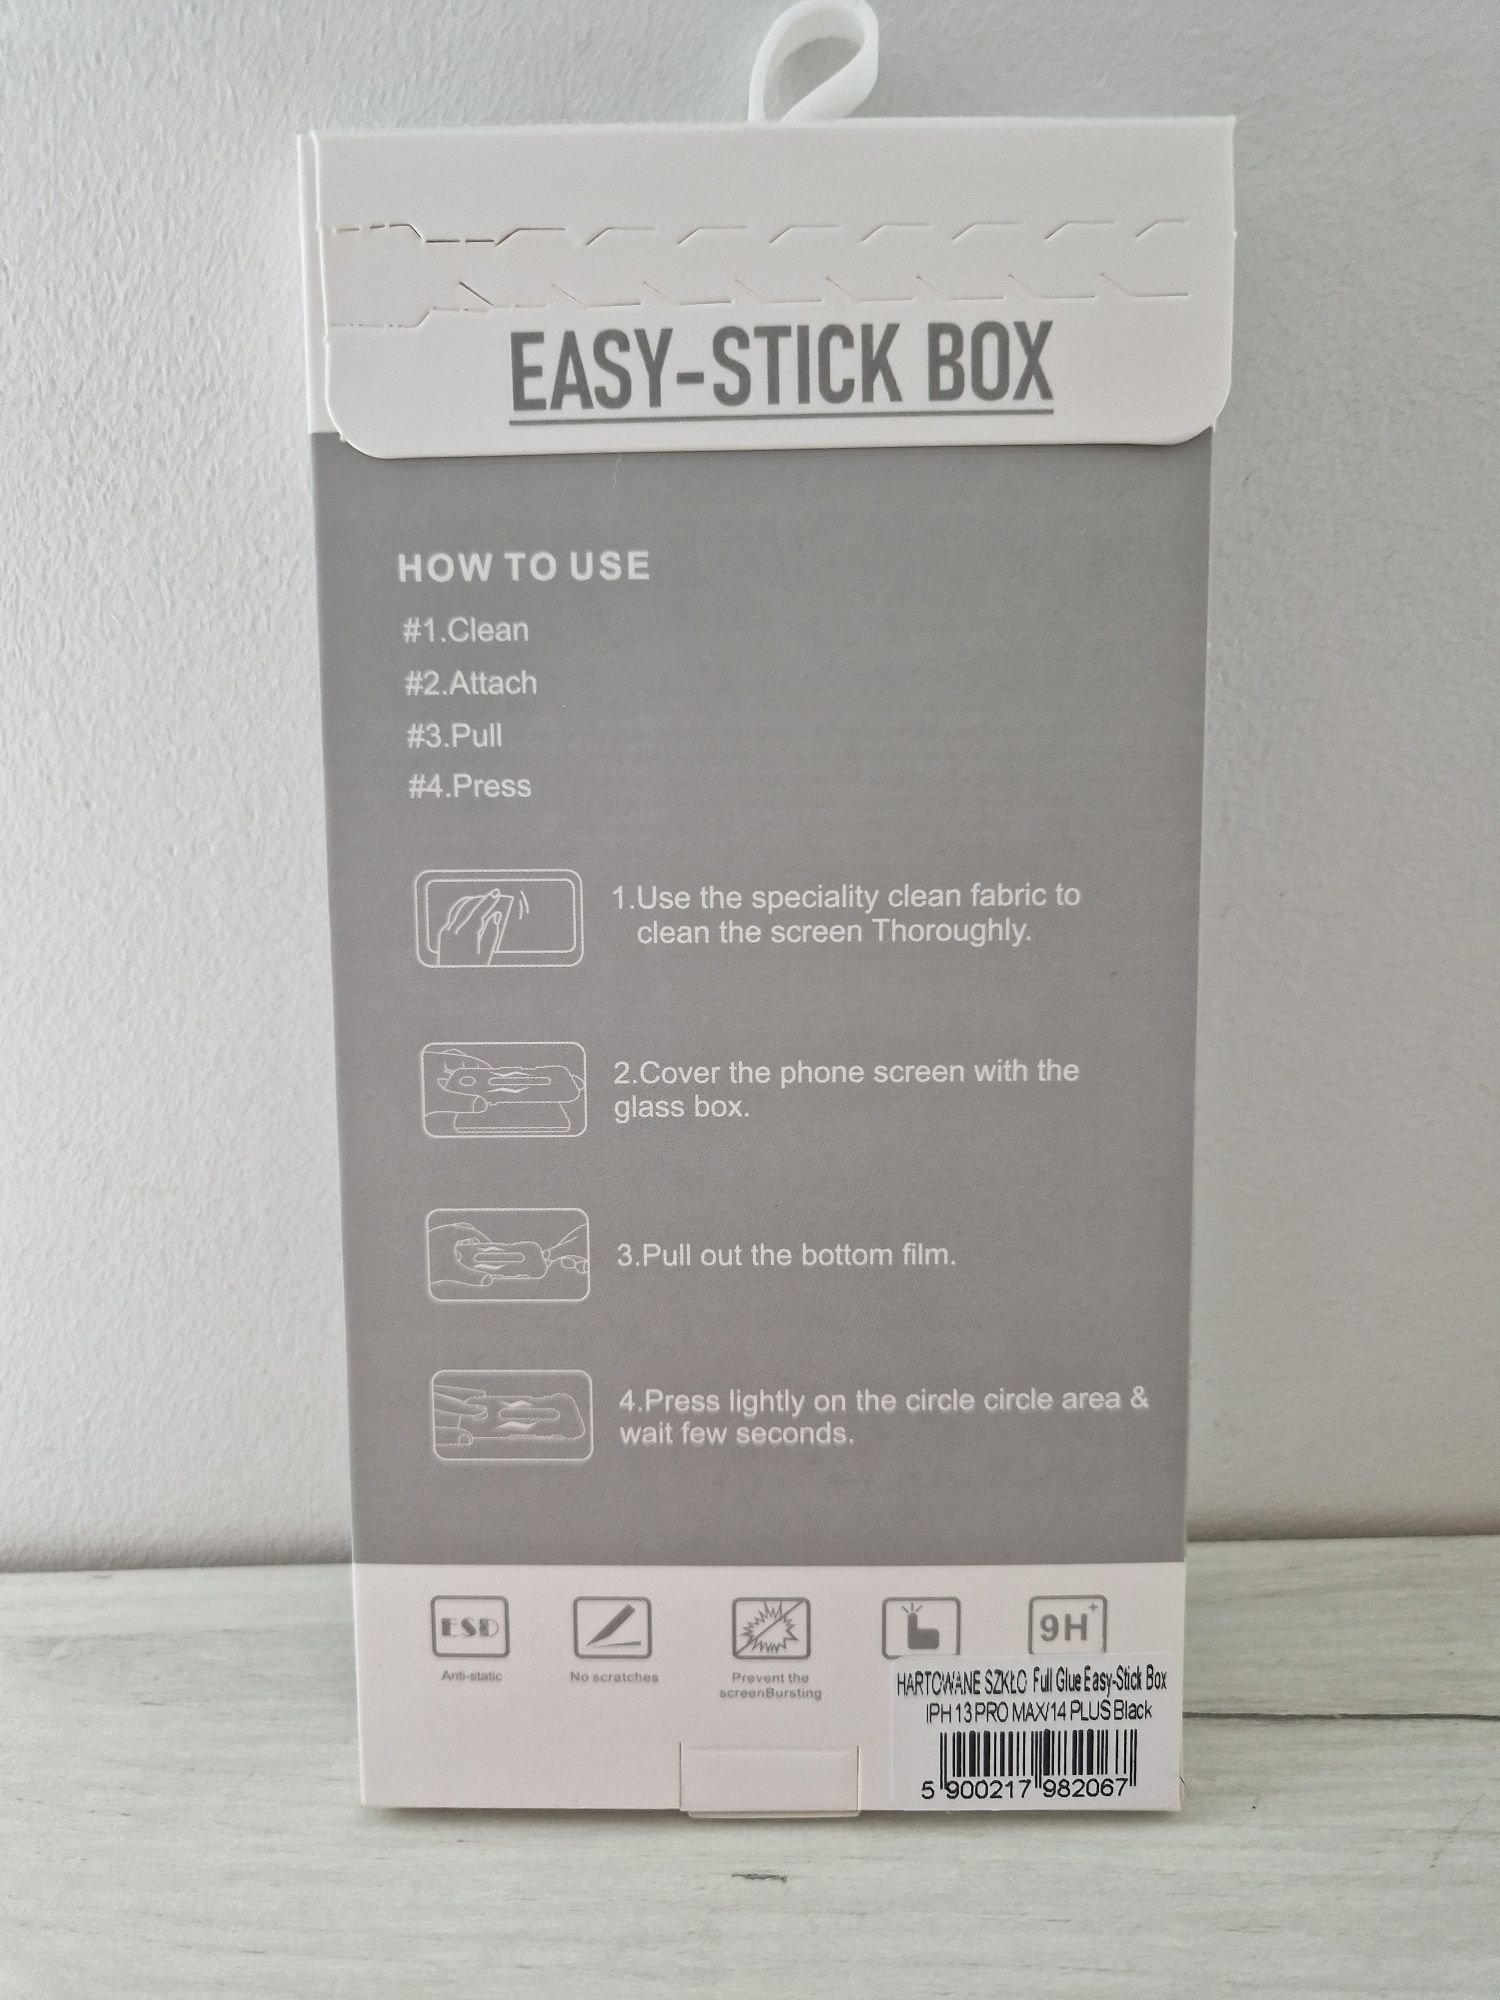 EASY-STICK BOX
HOW TO USE
#1.Clean
#2.Attach
#3.Pull
#4.Press
1.Use the speciality clean fabric to
clean the screen Thoroughly.
2.Cover the phone screen with the
glass box.
3.Pull out the bottom film.
4.Press lightly on the circle circle area &
wait few seconds.
ESD
9H+
Anti-static
No scratches
Prevent the
screenBursting
HARTOWANE SZKŁO Full Glue Easy-Stick Box
IPH 13 PRO MAX/14 PLUS Black
5 900217 982067